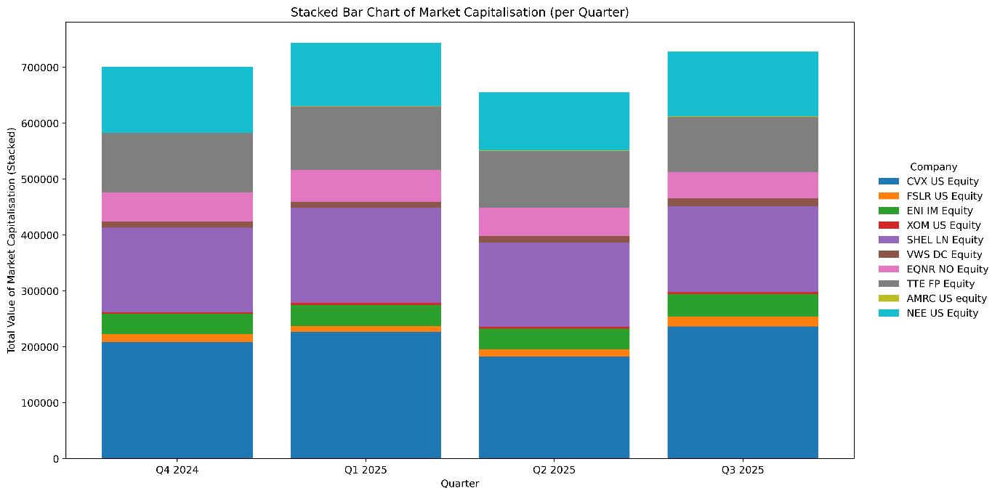 Stacked Bar Chart of Market Capitalisation (per Quarter)
Total Value of Market Capitalisation (Stacked)
700000
600000
500000
400000
300000
200000
100000
0
Q4 2024
Q1 2025
Q2 2025
Q3 2025
Quarter
Company
CVX US Equity
FSLR US Equity
ENI IM Equity
XOM US Equity
SHEL LN Equity
VWS DC Equity
EQNR NO Equity
TTE FP Equity
AMRC US equity
NEE US Equity